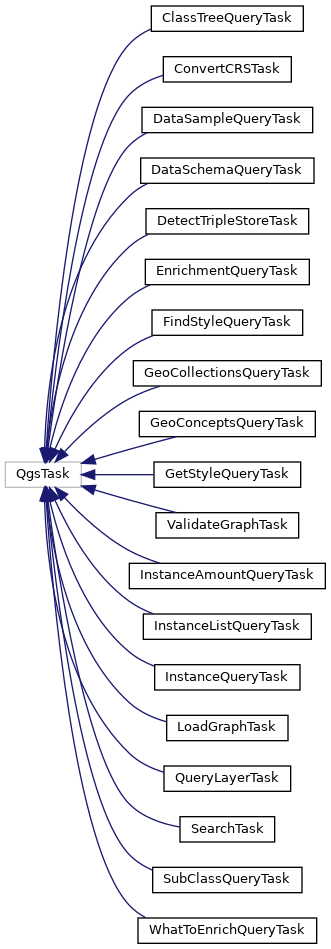 ClassTreeQueryTask
ConvertCRSTask
DataSampleQueryTask
DataSchemaQueryTask
DetectTripleStoreTask
EnrichmentQueryTask
FindStyleQueryTask
GeoCollectionsQueryTask
GeoConceptsQueryTask
QgsTask
GetStyleQueryTask
ValidateGraphTask
InstanceAmountQueryTask
InstanceListQueryTask
InstanceQueryTask
LoadGraphTask
QueryLayerTask
SearchTask
SubClassQueryTask
WhatToEnrichQueryTask